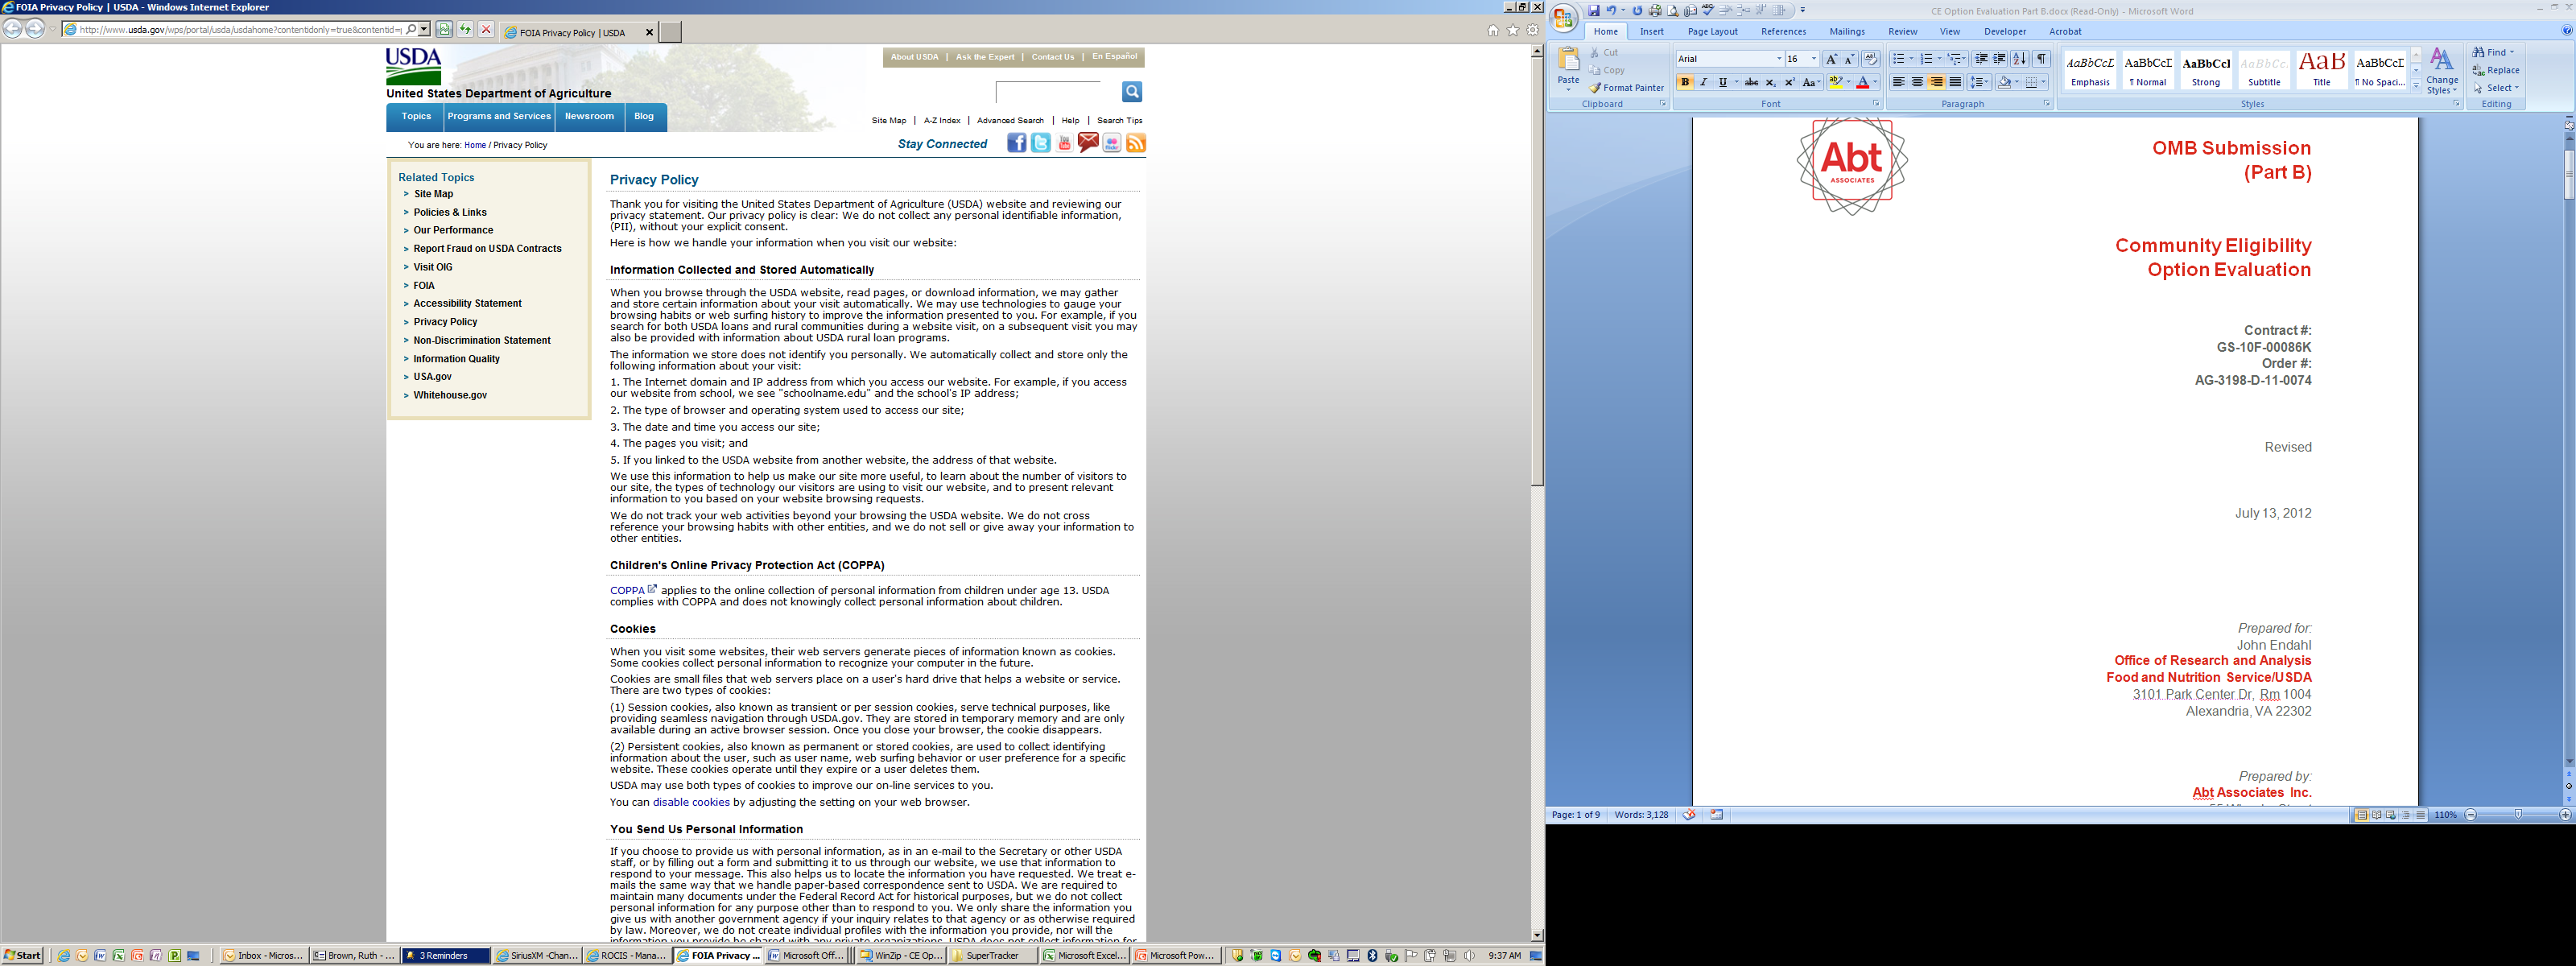 FOIA Privacy Policy | USDA - Windows Internet Explorer
http://www.usda.gov/wps/portal/usda/usdahome?contentidonly=true&contentid=
FOIA Privacy Policy | USDA
USDA
United States Department of Agriculture
About USDA | Ask the Expert | Contact Us | En Español
Topics
Programs and Services
Newsroom
Blog
Site Map | A-Z Index | Advanced Search | Help | Search Tips
You are here: Home / Privacy Policy
Stay Connected
Related Topics
> Site Map
> Policies & Links
> Our Performance
> Report Fraud on USDA Contracts
> Visit OIG
> FOIA
> Accessibility Statement
> Privacy Policy
> Non-Discrimination Statement
> Information Quality
> USA.gov
> Whitehouse.gov
Privacy Policy
Thank you for visiting the United States Department of Agriculture (USDA) website and reviewing our
privacy statement. Our privacy policy is clear: We do not collect any personal identifiable information,
(PII), without your explicit consent.
Here is how we handle your information when you visit our website:
Information Collected and Stored Automatically
When you browse through the USDA website, read pages, or download information, we may gather
and store certain information about your visit automatically. We may use technologies to gauge your
browsing habits or web surfing history to improve the information presented to you. For example, if you
search for both USDA loans and rural communities during a website visit, on a subsequent visit you may
also be provided with information about USDA rural loan programs.
The information we store does not identify you personally. We automatically collect and store only the
following information about your visit:
1. The Internet domain and IP address from which you access our website. For example, if you access
our website from school, we see "schoolname.edu" and the school's IP address;
2. The type of browser and operating system used to access our site;
3. The date and time you access our site;
4. The pages you visit; and
5. If you linked to the USDA website from another website, the address of that website.
We use this information to help us make our site more useful, to learn about the number of visitors to
our site, the types of technology our visitors are using to visit our website, and to present relevant
information to you based on your website browsing requests.
We do not track your web activities beyond your browsing the USDA website. We do not cross
reference your browsing habits with other entities, and we do not sell or give away your information to
other entities.
Children's Online Privacy Protection Act (COPPA)
COPPA applies to the online collection of personal information from children under age 13. USDA
complies with COPPA and does not knowingly collect personal information about children.
Cookies
When you visit some websites, their web servers generate pieces of information known as cookies.
Some cookies collect personal information to recognize your computer in the future.
Cookies are small files that web servers place on a user's hard drive that helps a website or service.
There are two types of cookies:
(1) Session cookies, also known as transient or per session cookies, serve technical purposes, like
providing seamless navigation through USDA.gov. They are stored in temporary memory and are only
available during an active browser session. Once you close your browser, the cookie disappears.
(2) Persistent cookies, also known as permanent or stored cookies, are used to collect identifying
information about the user, such as user name, web surfing behavior or user preference for a specific
website. These cookies operate until they expire or a user deletes them.
USDA may use both types of cookies to improve our on-line services to you.
You can disable cookies by adjusting the setting on your web browser.
You Send Us Personal Information
If you choose to provide us with personal information, as in an e-mail to the Secretary or other USDA
staff, or by filling out a form and submitting it to us through our website, we use that information to
respond to your message. This also helps us to locate the information you have requested. We treat e-
mails the same way that we handle paper-based correspondence sent to USDA. We are required to
maintain many documents under the Federal Record Act for historical purposes, but we do not collect
personal information for any purpose other than to respond to you. We only share the information you
give us with another government agency if your inquiry relates to that agency or as otherwise required
by law. Moreover, we do not create individual profiles with the information you provide, nor will the
information you provide be shared with any private organizations. USDA does not collect information for
Start
Inbox - Micros...
Brown, Ruth - ...
3 Reminders
SiriusXM -Chan...
ROCIS - Mana...
FOIA Privacy ...
Microsoft Off...
WinZip - CE Op...
SuperTracker
Microsoft Excel...
Microsoft Pow...
9:37 AM
CE Option Evaluation Part B.docx (Read-Only) - Microsoft Word
Home Insert Page Layout References Mailings Review View Developer Acrobat
Paste
Cut
Copy
Format Painter
Clipboard
Arial 16
Font
Paragraph
AaBbCcD AaBbCcD AaBbCcI AaBbCc. AaB AaBbCcD
Emphasis ¶ Normal Strong Subtitle Title ¶ No Spaci...
Change
Styles
Styles
Find
Replace
Select
Editing
Abt
ASSOCIATES
OMB Submission
(Part B)
Community Eligibility
Option Evaluation
Contract #:
GS-10F-00086K
Order #:
AG-3198-D-11-0074
Revised
July 13, 2012
Prepared for:
John Endahl
Office of Research and Analysis
Food and Nutrition Service/USDA
3101 Park Center Dr, Rm 1004
Alexandria, VA 22302
Prepared by:
Abt Associates Inc.
Page: 1 of 9 Words: 3,128
110%